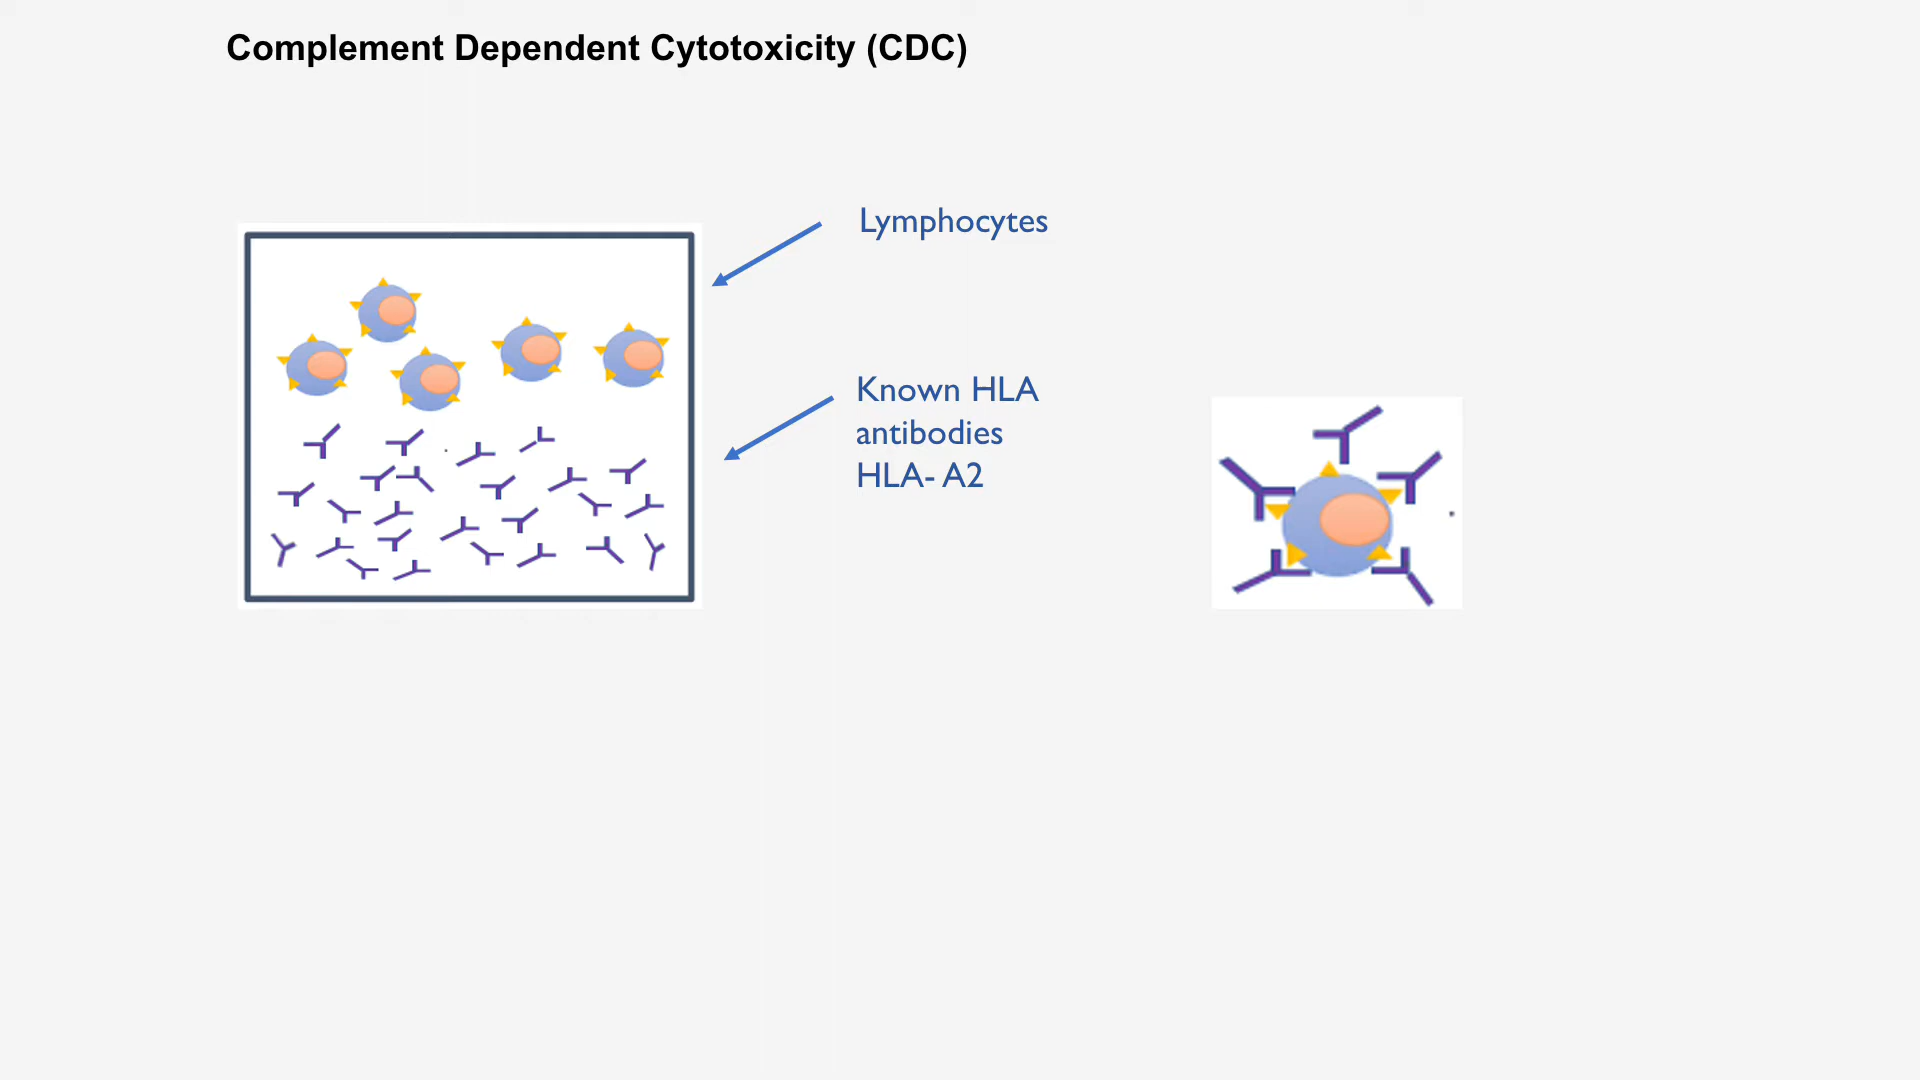 Complement Dependent Cytotoxicity (CDC)
Lymphocytes
Known HLA
antibodies
HLA- A2